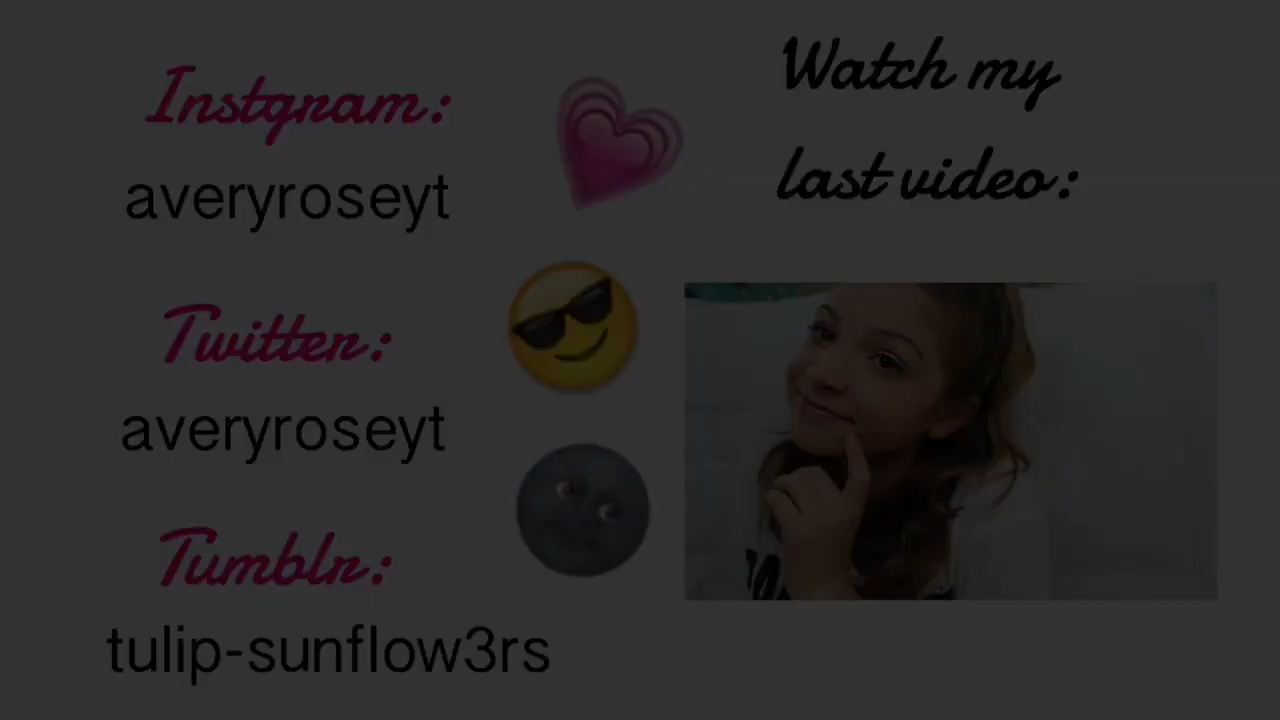 Instgram:
averyroseyt
Twitter:
averyroseyt
Tumblr:
tulip-sunflow3rs
Watch my
last video: